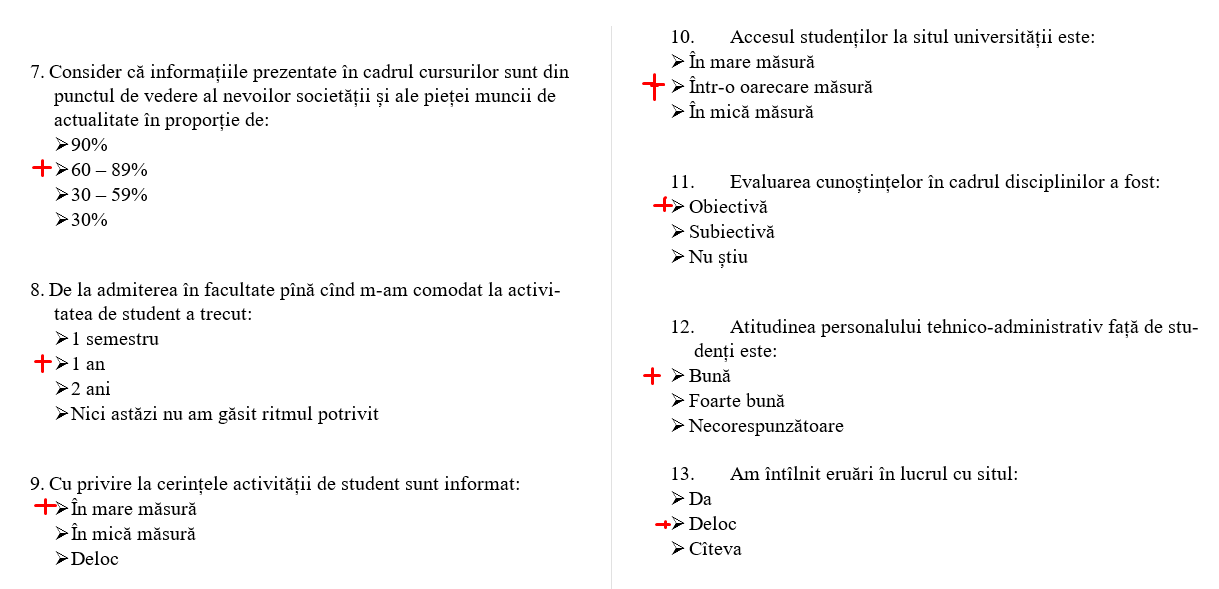 7. Consider că informațiile prezentate în cadrul cursurilor sunt din
punctul de vedere al nevoilor societății și ale pieței muncii de
actualitate în proporție de:
➢90%
+ ➢60 – 89%
➢30 – 59%
➢30%
8. De la admiterea în facultate pînă cînd m-am comodat la activi-
tatea de student a trecut:
➢1 semestru
+ ➢1 an
➢2 ani
➢Nici astăzi nu am găsit ritmul potrivit
9. Cu privire la cerințele activității de student sunt informat:
+ ➢În mare măsură
➢În mică măsură
➢Deloc
10. Accesul studenților la situl universității este:
➢ În mare măsură
+ ➢ Într-o oarecare măsură
➢ În mică măsură
11. Evaluarea cunoștințelor în cadrul disciplinilor a fost:
+ ➢ Obiectivă
➢ Subiectivă
➢ Nu știu
12. Atitudinea personalului tehnico-administrativ față de stu-
denți este:
+ ➢ Bună
➢ Foarte bună
➢ Necorespunzătoare
13. Am întîlnit eruări în lucrul cu situl:
➢ Da
+ ➢ Deloc
➢ Cîteva